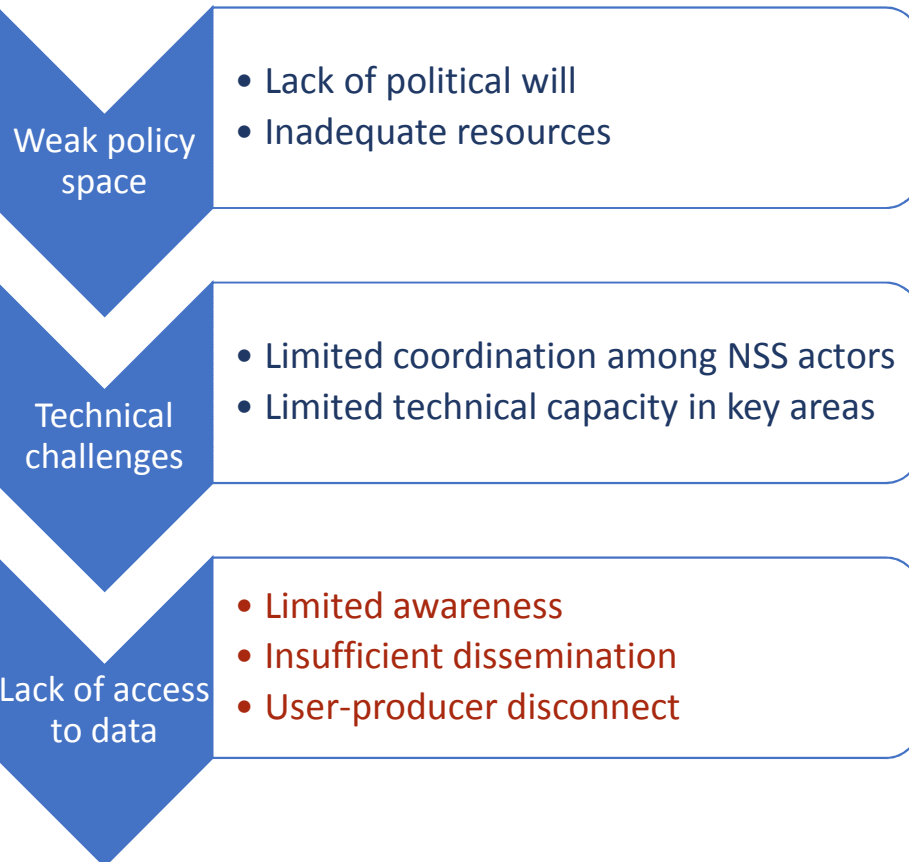 Weak policy
space
• Lack of political will
• Inadequate resources
Technical
challenges
• Limited coordination among NSS actors
• Limited technical capacity in key areas
Lack of access
to data
• Limited awareness
• Insufficient dissemination
• User-producer disconnect